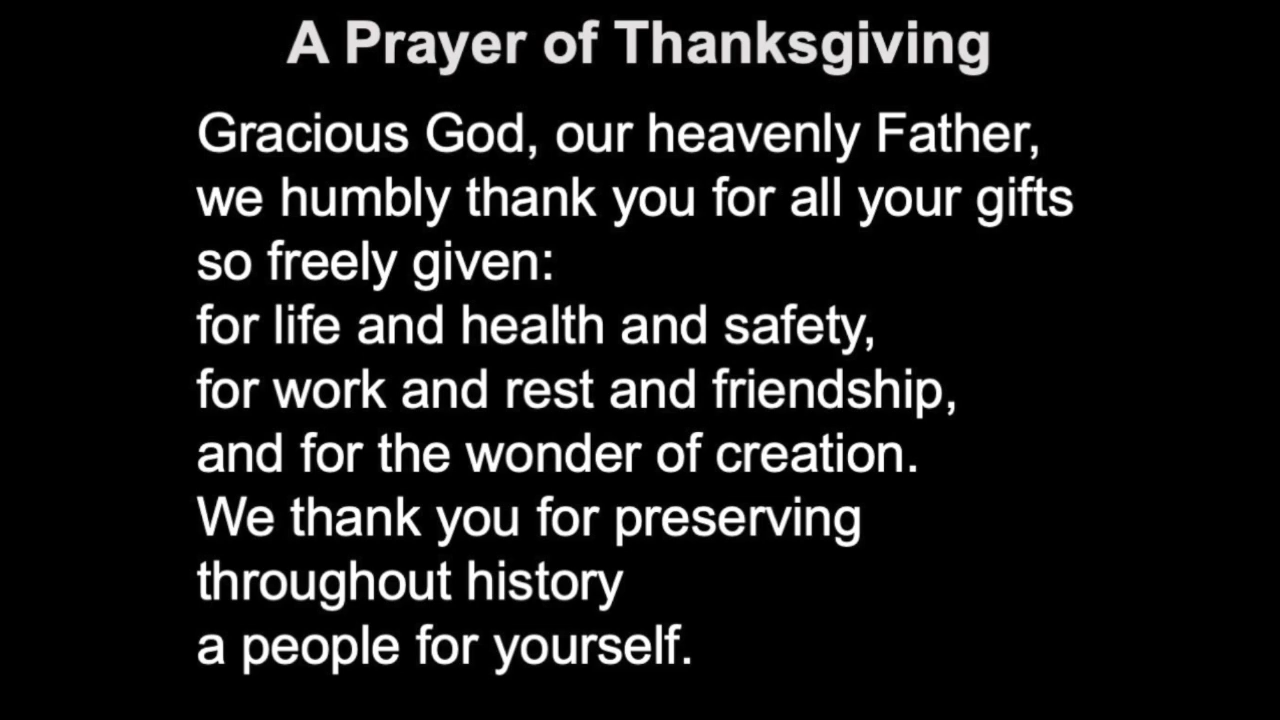 A Prayer of Thanksgiving
Gracious God, our heavenly Father,
we humbly thank you for all your gifts
so freely given:
for life and health and safety,
for work and rest and friendship,
and for the wonder of creation.
We thank you for preserving
throughout history
a people for yourself.